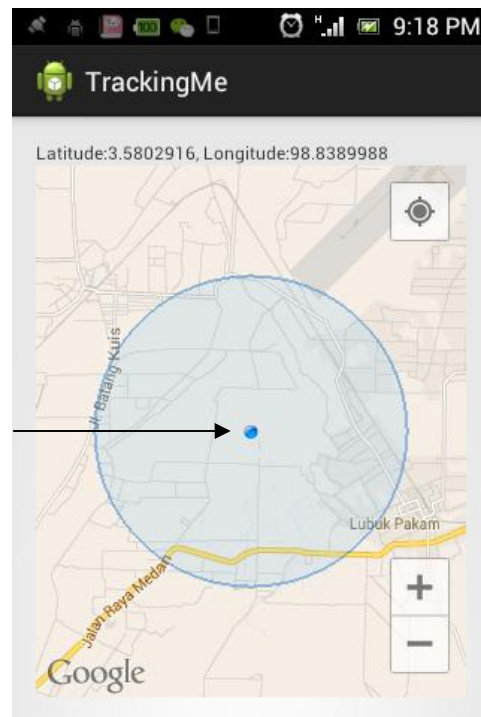 100
H
9:18 PM
TrackingMe
Latitude:3.5802916, Longitude:98.8389988
Jl. Batang Kuis
Lubuk Pakam
Jalan Raya Medan
+
−
Google